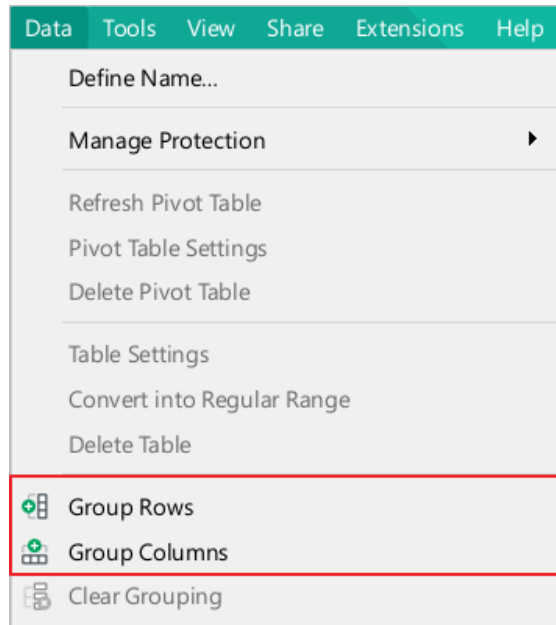 Data Tools View Share Extensions Help
Define Name...
Manage Protection
Refresh Pivot Table
Pivot Table Settings
Delete Pivot Table
Table Settings
Convert into Regular Range
Delete Table
Group Rows
Group Columns
Clear Grouping